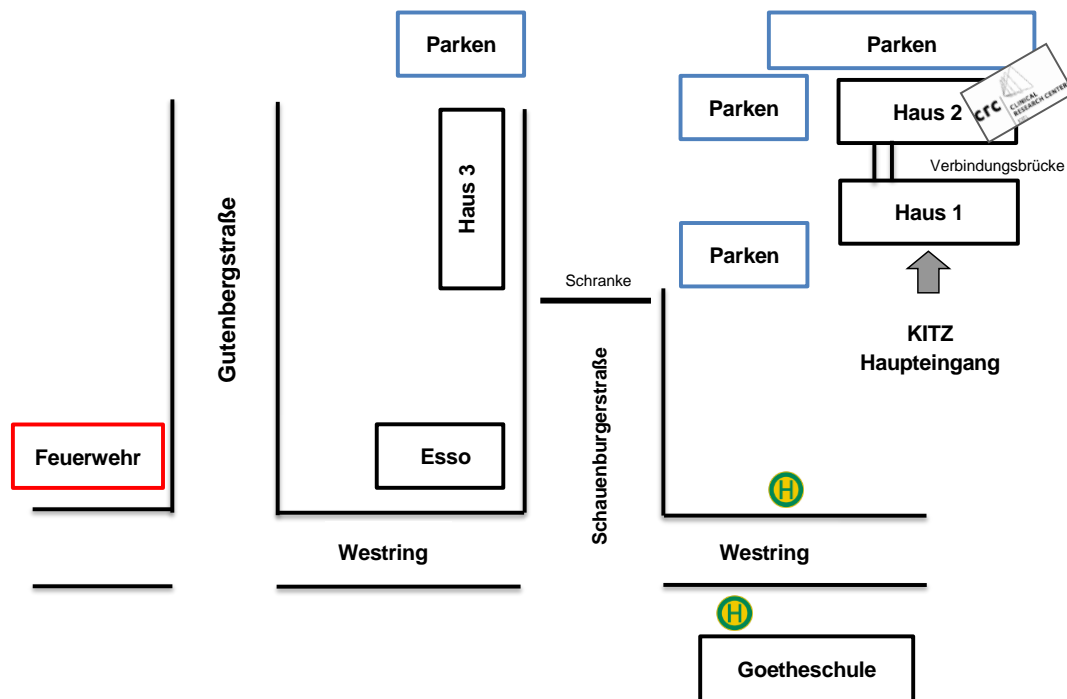 Parken
Parken
Parken
Haus 2
crc
CLINICAL
RESEARCH CENTER
Verbindungsbrücke
Haus 3
Haus 1
Gutenbergstraße
Parken
Schranke
KITZ
Haupteingang
Schauenburgerstraße
Feuerwehr
Esso
H
Westring
Westring
H
Goetheschule